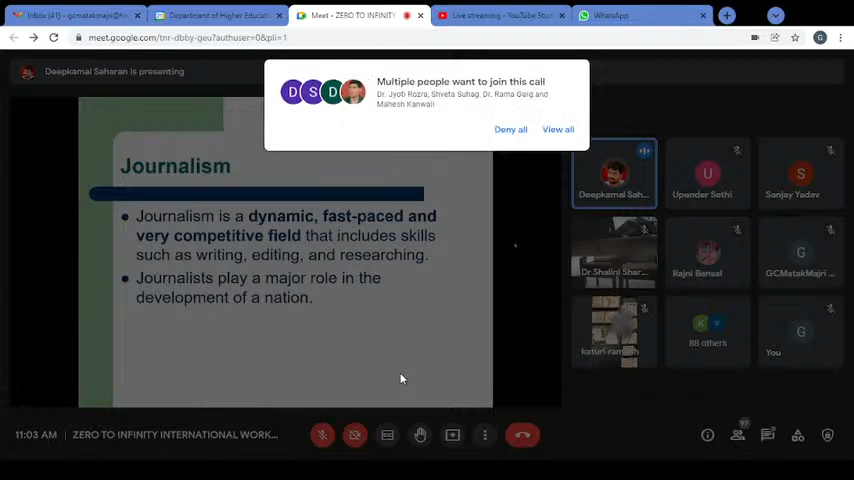 Inbox (41) - gcmatakmajri@
Department of Higher Educati
Meet - ZERO TO INFINITY
Live streaming - YouTube Stud
WhatsApp
meet.google.com/tnr-dbby-geu?authuser=0&pli=1
G
Deepkamal Saharan is presenting
Multiple people want to join this call
Dr. Jyoti Rozra, Shveta Suhag, Dr. Rama Garg and
Mahesh Kanwali
D S D
Deny all View all
Journalism
Journalism is a dynamic, fast-paced and
very competitive field that includes skills
such as writing, editing, and researching.
Journalists play a major role in the
development of a nation.
Deepkamal Sah...
U
Upender Sethi
S
Sanjay Yadav
Dr Shalini Shar...
Rajni Bansal
G
GCMatakMajri ...
K Y
88 others
G
You
11:03 AM | ZERO TO INFINITY INTERNATIONAL WORK...
97